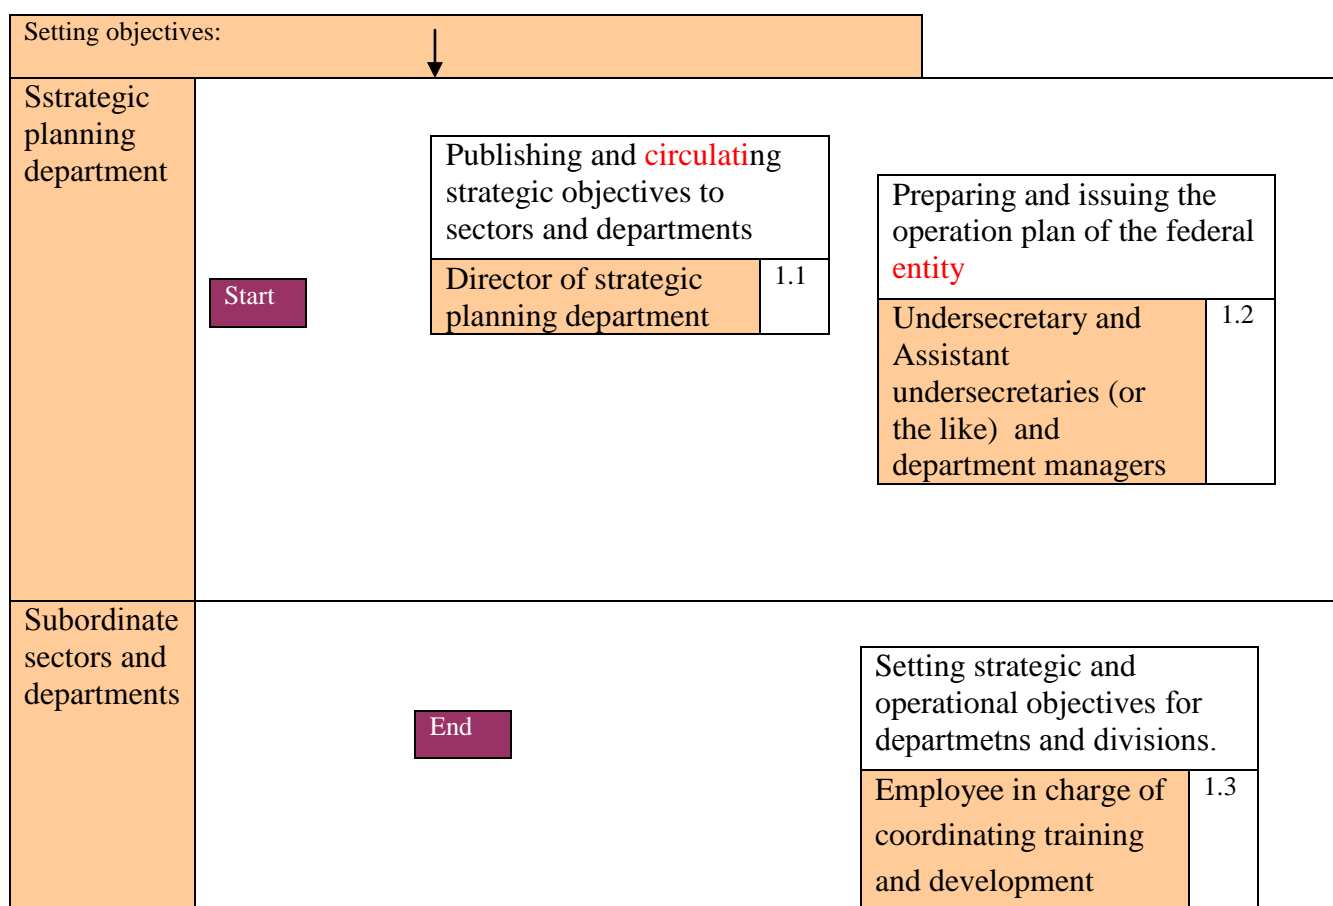 Setting objectives:
Sstrategic
planning
department
Start
Publishing and circulating
strategic objectives to
sectors and departments
Director of strategic
planning department
1.1
Preparing and issuing the
operation plan of the federal
entity
Undersecretary and
Assistant
undersecretaries (or
the like) and
department managers
1.2
Subordinate
sectors and
departments
End
Setting strategic and
operational objectives for
departmetns and divisions.
Employee in charge of
coordinating training
and development
1.3